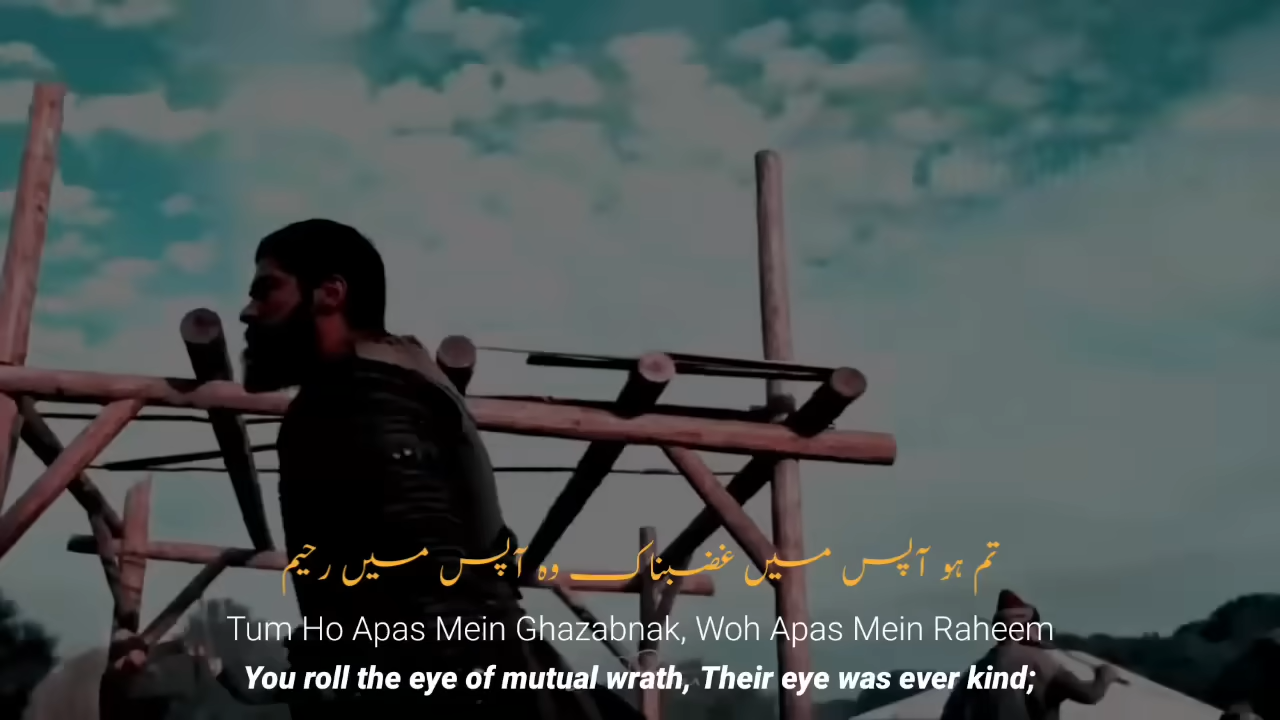 تم ہو آپس میں غضبناک وہ آپس میں رحیم
Tum Ho Apas Mein Ghazabnak, Woh Apas Mein Raheem
You roll the eye of mutual wrath, Their eye was ever kind;